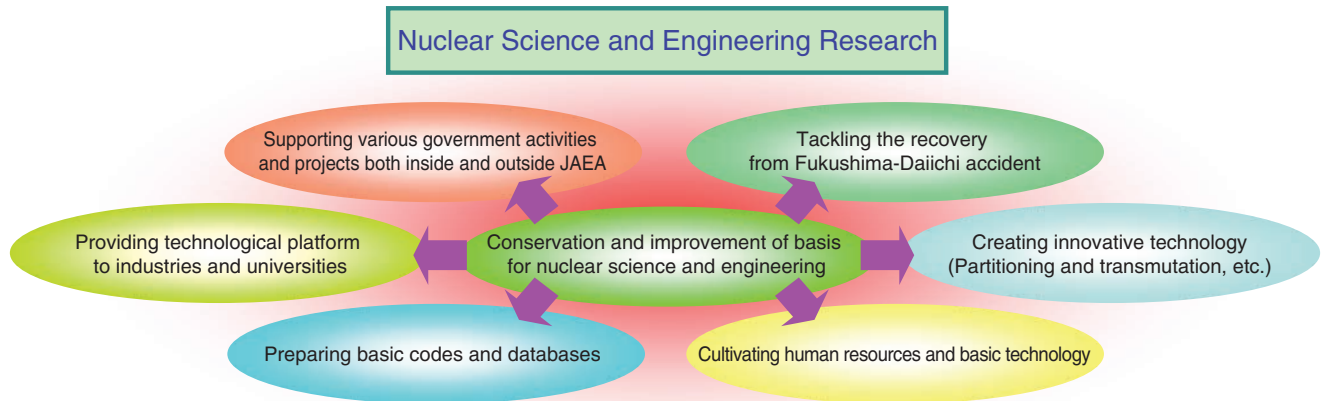 Nuclear Science and Engineering Research
Supporting various government activities
and projects both inside and outside JAEA
Tackling the recovery
from Fukushima-Daiichi accident
Providing technological platform
to industries and universities
Conservation and improvement of basis
for nuclear science and engineering
Creating innovative technology
(Partitioning and transmutation, etc.)
Preparing basic codes and databases
Cultivating human resources and basic technology